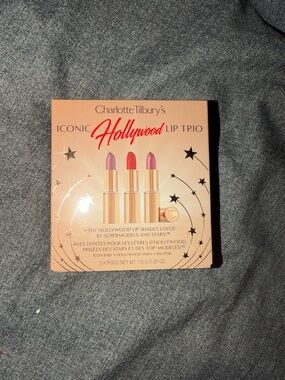 Charlotte Tilbury's
ICONIC Hollywood LIP TRIO
"THE HOLLYWOOD LIP SHADES LOVED
BY SUPERMODELS AND STARS!"
"LES TEINTES POUR LES LÈVRES D'HOLLYWOOD,
PRISÉES DES STARS ET DES TOP-MODÈLES!"